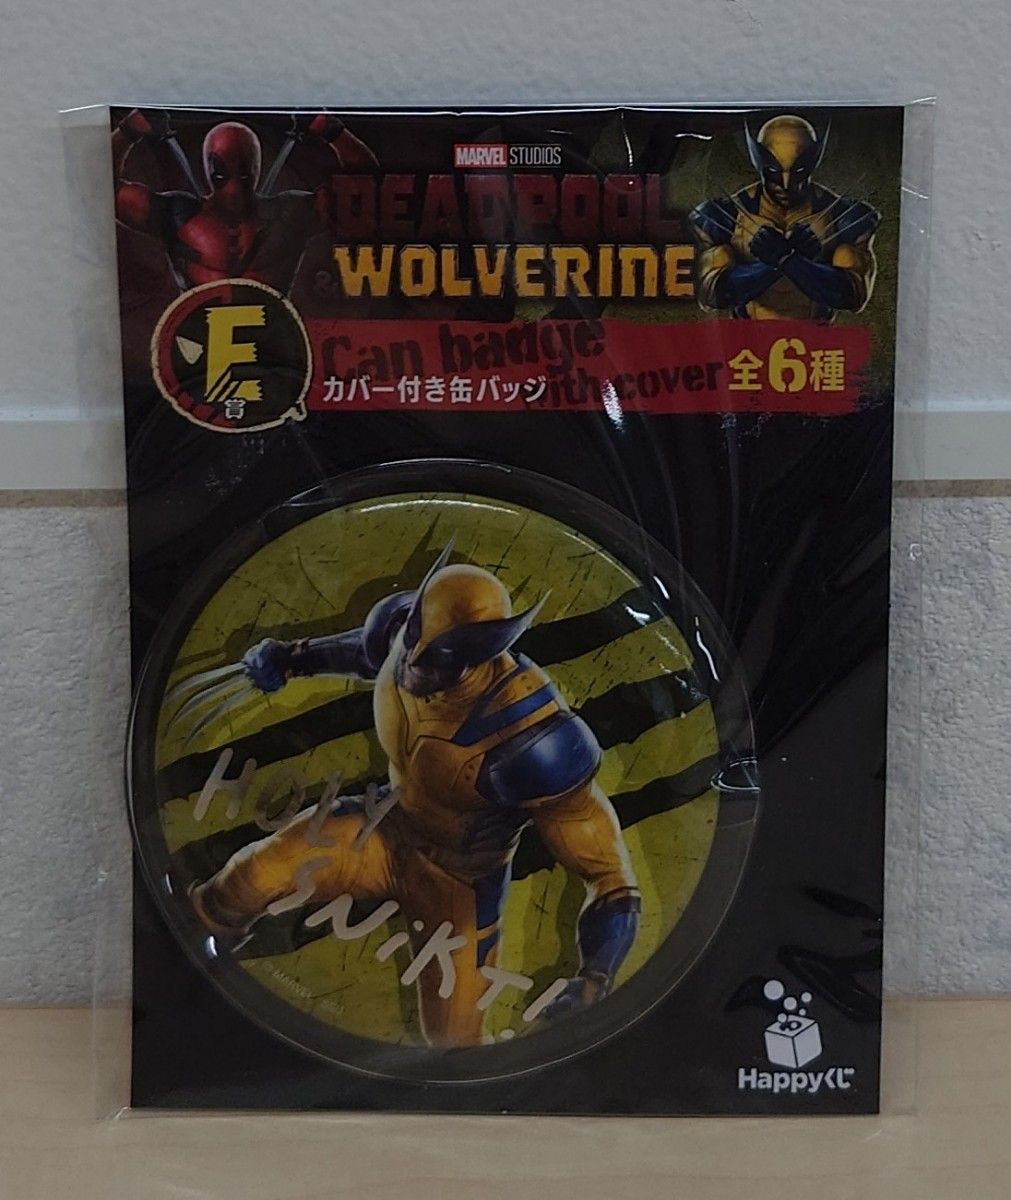 MARVEL STUDIOS
DEADPOOL
& WOLVERINE
F賞
Can badge
with cover
カバー付き缶バッジ
全6種
HOLY
SNiKT!
© MARVEL
Happyくじ